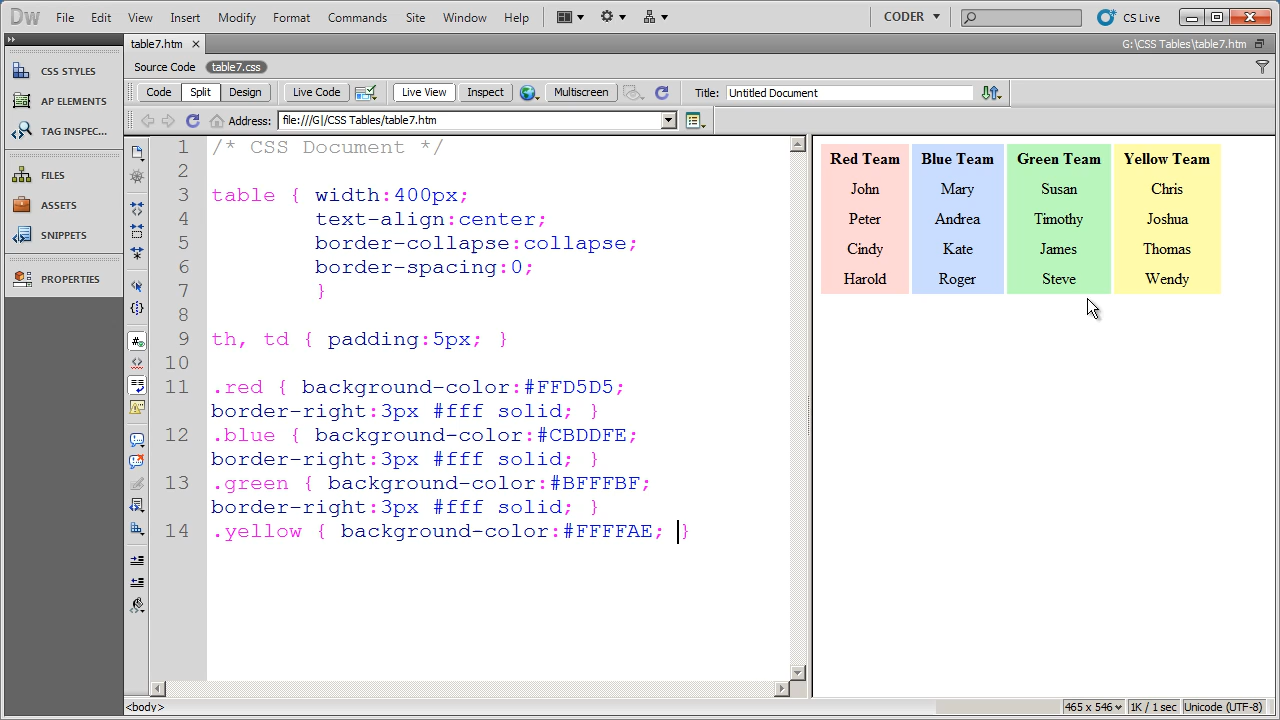 Dw File Edit View Insert Modify Format Commands Site Window Help CODER CS Live
table7.htm × G:\CSS Tables\table7.htm
Source Code table7.css
Code Split Design Live Code Live View Inspect Multiscreen Title: Untitled Document
Address: file:///G|/CSS Tables/table7.htm
CSS STYLES
AP ELEMENTS
TAG INSPEC...
FILES
ASSETS
SNIPPETS
PROPERTIES
1 /* CSS Document */
2
3 table { width:400px;
4 text-align:center;
5 border-collapse:collapse;
6 border-spacing:0;
7 }
8
9 th, td { padding:5px; }
10
11 .red { background-color:#FFD5D5;
border-right:3px #fff solid; }
12 .blue { background-color:#CBDDFE;
border-right:3px #fff solid; }
13 .green { background-color:#BFFFBF;
border-right:3px #fff solid; }
14 .yellow { background-color:#FFFFAE; }
Red Team Blue Team Green Team Yellow Team
John Mary Susan Chris
Peter Andrea Timothy Joshua
Cindy Kate James Thomas
Harold Roger Steve Wendy
<body> 465 x 546 1K / 1 sec Unicode (UTF-8)